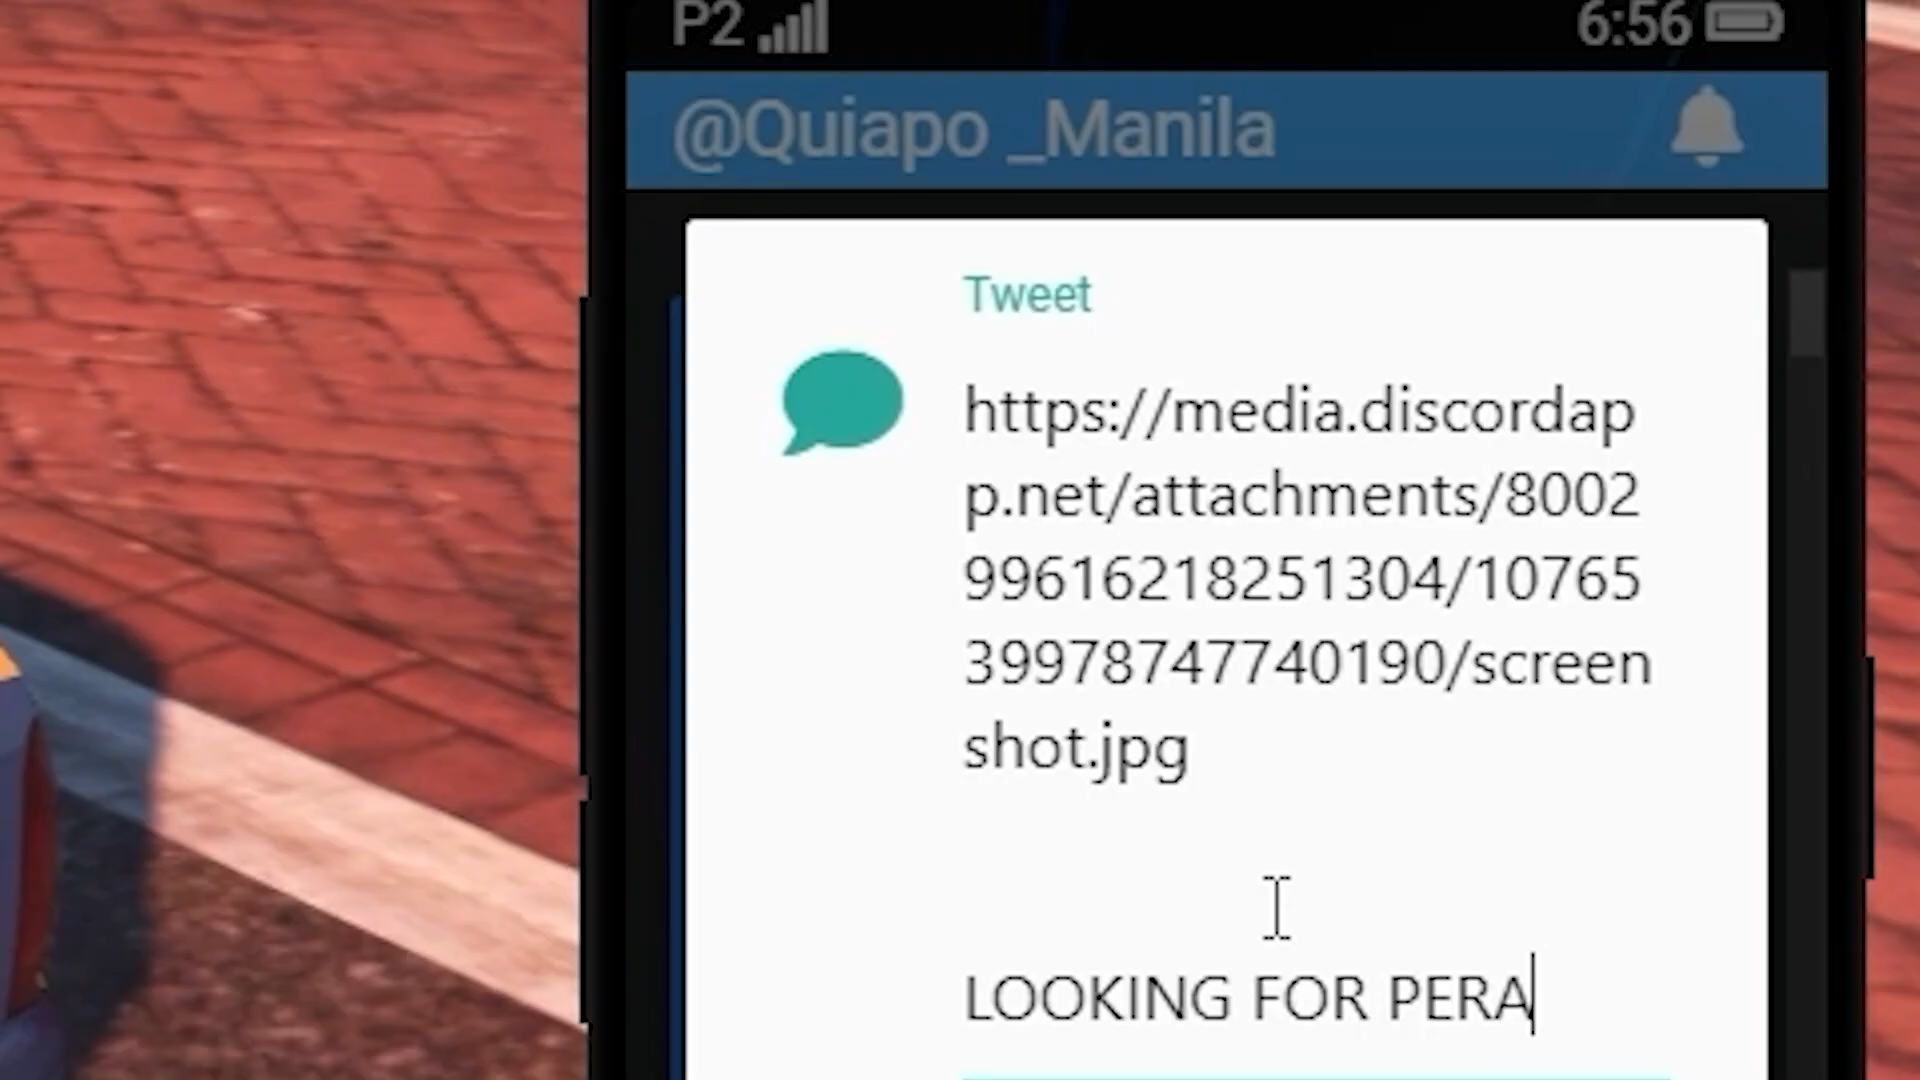 P2 6:56
@Quiapo _Manila
Tweet
https://media.discordap
p.net/attachments/8002
99616218251304/10765
39978747740190/screen
shot.jpg
LOOKING FOR PERA